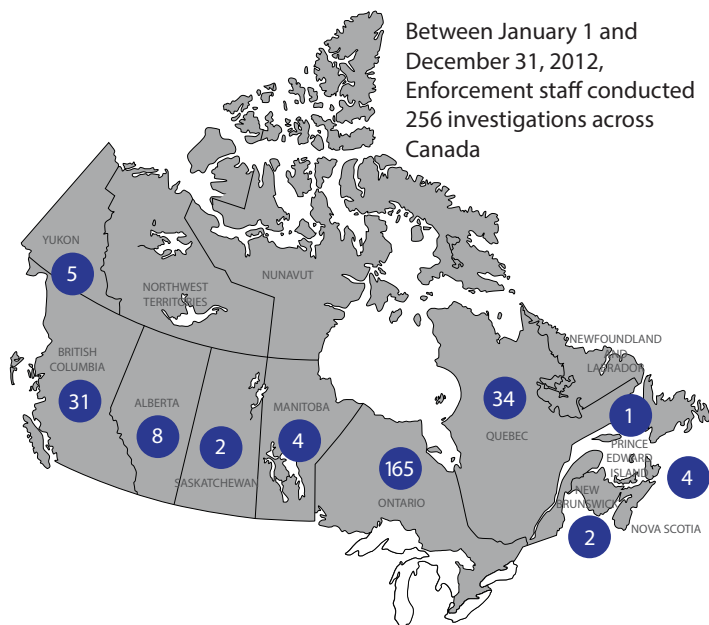 Between January 1 and
December 31, 2012,
Enforcement staff conducted
256 investigations across
Canada
YUKON
5
NORTHWEST
TERRITORIES
NUNAVUT
BRITISH
COLUMBIA
31
ALBERTA
8
2
SASKATCHEWAN
MANITOBA
4
165
ONTARIO
34
QUEBEC
NEWFOUNDLAND
AND
LABRADOR
1
PRINCE
EDWARD
ISLAND
4
NEW
BRUNSWICK
2
NOVA SCOTIA